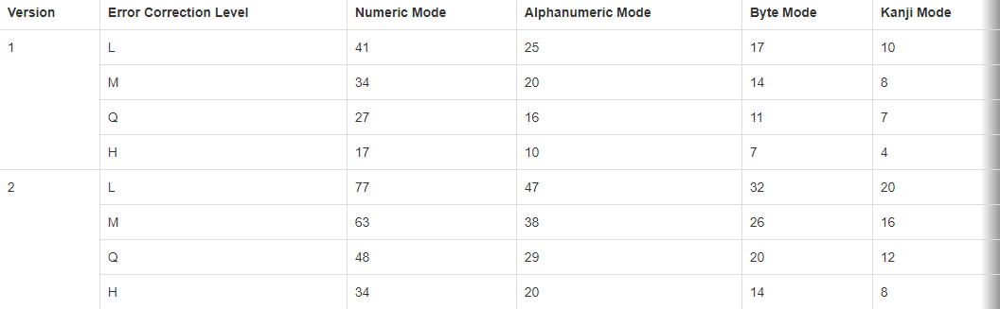 Version Error Correction Level Numeric Mode Alphanumeric Mode Byte Mode Kanji Mode
1 L 41 25 17 10
M 34 20 14 8
Q 27 16 11 7
H 17 10 7 4
2 L 77 47 32 20
M 63 38 26 16
Q 48 29 20 12
H 34 20 14 8